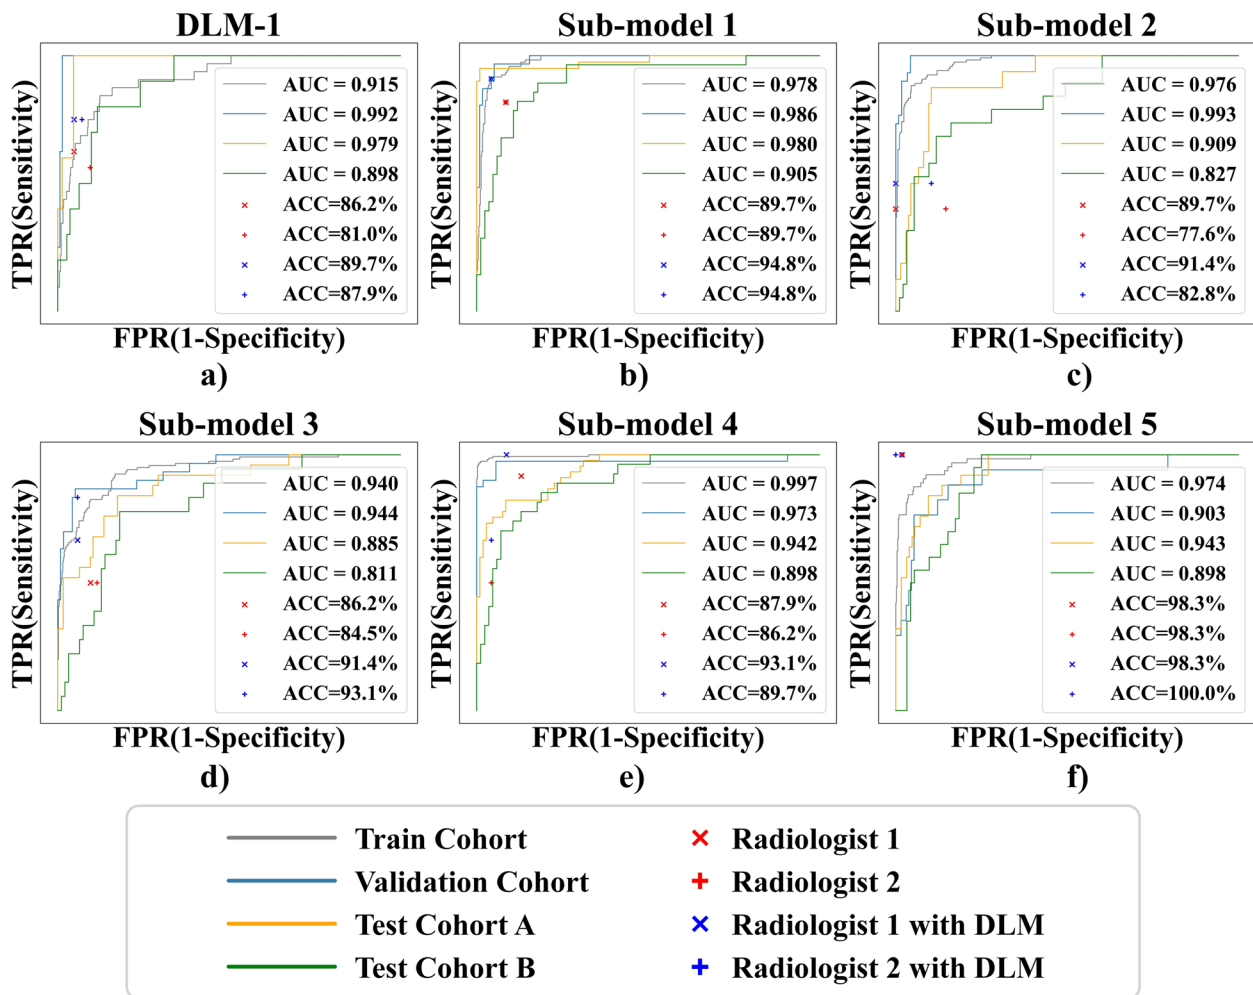 DLM-1
TPR(Sensitivity)
AUC = 0.915
AUC = 0.992
AUC = 0.979
AUC = 0.898
ACC=86.2%
ACC=81.0%
ACC=89.7%
ACC=87.9%
FPR(1-Specificity)
a)
Sub-model 1
TPR(Sensitivity)
AUC = 0.978
AUC = 0.986
AUC = 0.980
AUC = 0.905
ACC=89.7%
ACC=89.7%
ACC=94.8%
ACC=94.8%
FPR(1-Specificity)
b)
Sub-model 2
TPR(Sensitivity)
AUC = 0.976
AUC = 0.993
AUC = 0.909
AUC = 0.827
ACC=89.7%
ACC=77.6%
ACC=91.4%
ACC=82.8%
FPR(1-Specificity)
c)
Sub-model 3
TPR(Sensitivity)
AUC = 0.940
AUC = 0.944
AUC = 0.885
AUC = 0.811
ACC=86.2%
ACC=84.5%
ACC=91.4%
ACC=93.1%
FPR(1-Specificity)
d)
Sub-model 4
TPR(Sensitivity)
AUC = 0.997
AUC = 0.973
AUC = 0.942
AUC = 0.898
ACC=87.9%
ACC=86.2%
ACC=93.1%
ACC=89.7%
FPR(1-Specificity)
e)
Sub-model 5
TPR(Sensitivity)
AUC = 0.974
AUC = 0.903
AUC = 0.943
AUC = 0.898
ACC=98.3%
ACC=98.3%
ACC=98.3%
ACC=100.0%
FPR(1-Specificity)
f)
Train Cohort
Validation Cohort
Test Cohort A
Test Cohort B
Radiologist 1
Radiologist 2
Radiologist 1 with DLM
Radiologist 2 with DLM